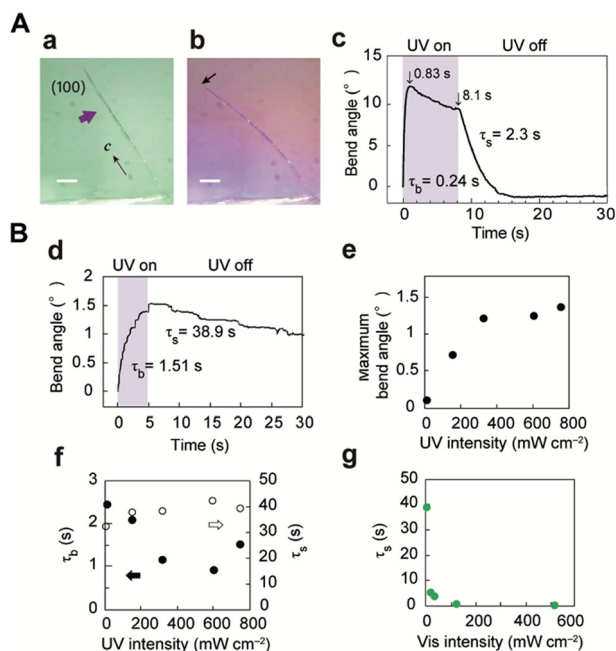 A
a
b
(100)
c
c
UV on
UV off
0.83 s
8.1 s
τs = 2.3 s
τb = 0.24 s
Bend angle (°)
15
10
5
0
0
10
20
30
Time (s)
B
d
UV on
UV off
τs = 38.9 s
τb = 1.51 s
Bend angle (°)
2
1.5
1
0.5
0
0 5 10 15 20 25 30
Time (s)
e
Maximum
bend angle (°)
1.5
1
0.5
0
0 200 400 600 800
UV intensity (mW cm⁻²)
f
τb (s)
3
2
1
0
50
40
30
20
10
0
τs (s)
0 200 400 600 800
UV intensity (mW cm⁻²)
g
τs (s)
50
40
30
20
10
0
0 200 400 600
Vis intensity (mW cm⁻²)